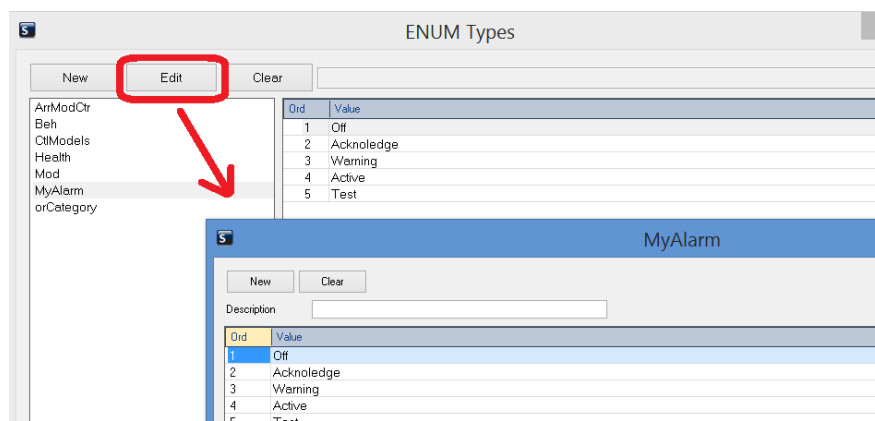 S ENUM Types
New Edit Clear
ArrModCtr
Beh
CtlModels
Health
Mod
MyAlarm
orCategory
Ord Value
1 Off
2 Acknoledge
3 Warning
4 Active
5 Test
S MyAlarm
New Clear
Description
Ord Value
1 Off
2 Acknoledge
3 Warning
4 Active
5 Test